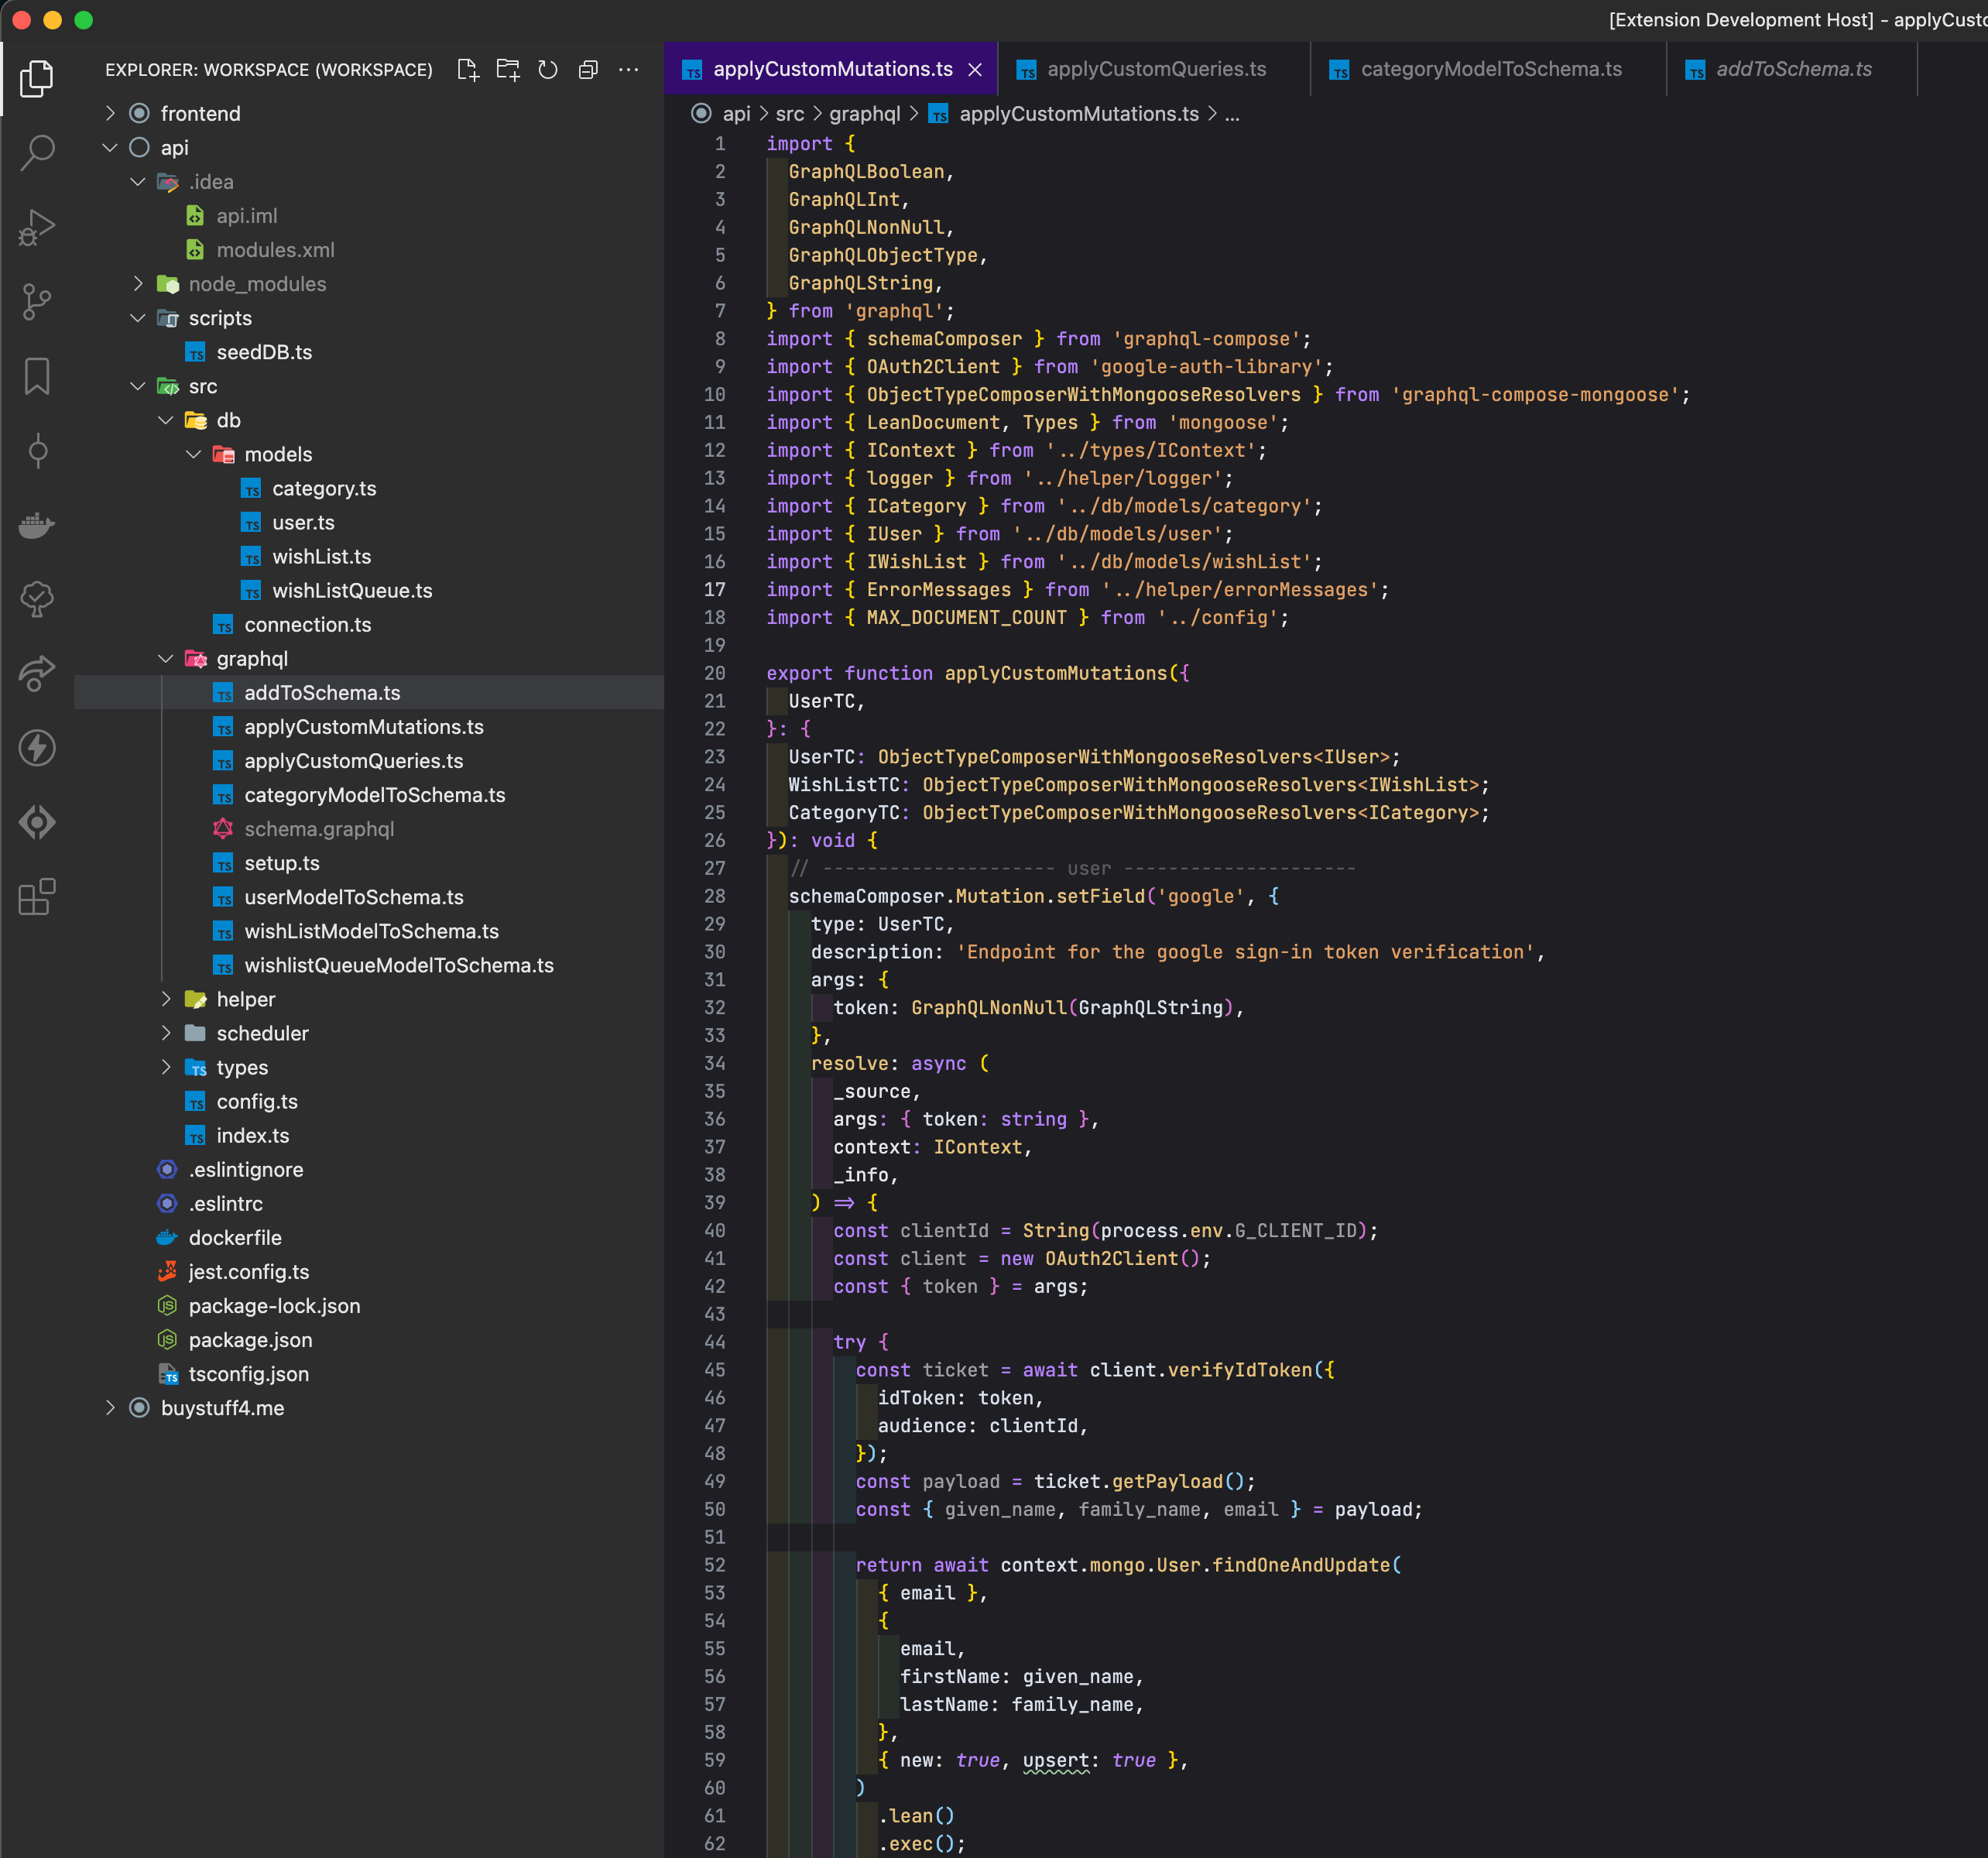 [Extension Development Host] - applyCusto
EXPLORER: WORKSPACE (WORKSPACE)
frontend
api
.idea
api.iml
modules.xml
node_modules
scripts
seedDB.ts
src
db
models
category.ts
user.ts
wishList.ts
wishListQueue.ts
connection.ts
graphql
addToSchema.ts
applyCustomMutations.ts
applyCustomQueries.ts
categoryModelToSchema.ts
schema.graphql
setup.ts
userModelToSchema.ts
wishListModelToSchema.ts
wishlistQueueModelToSchema.ts
helper
scheduler
types
config.ts
index.ts
.eslintignore
.eslintrc
dockerfile
jest.config.ts
package-lock.json
package.json
tsconfig.json
buystuff4.me
applyCustomMutations.ts applyCustomQueries.ts categoryModelToSchema.ts addToSchema.ts
api > src > graphql > applyCustomMutations.ts > ...
1 import {
2 GraphQLBoolean,
3 GraphQLInt,
4 GraphQLNonNull,
5 GraphQLObjectType,
6 GraphQLString,
7 } from 'graphql';
8 import { schemaComposer } from 'graphql-compose';
9 import { OAuth2Client } from 'google-auth-library';
10 import { ObjectTypeComposerWithMongooseResolvers } from 'graphql-compose-mongoose';
11 import { LeanDocument, Types } from 'mongoose';
12 import { IContext } from '../types/IContext';
13 import { logger } from '../helper/logger';
14 import { ICategory } from '../db/models/category';
15 import { IUser } from '../db/models/user';
16 import { IWishList } from '../db/models/wishList';
17 import { ErrorMessages } from '../helper/errorMessages';
18 import { MAX_DOCUMENT_COUNT } from '../config';
19
20 export function applyCustomMutations({
21 UserTC,
22 }: {
23 UserTC: ObjectTypeComposerWithMongooseResolvers<IUser>;
24 WishListTC: ObjectTypeComposerWithMongooseResolvers<IWishList>;
25 CategoryTC: ObjectTypeComposerWithMongooseResolvers<ICategory>;
26 }): void {
27 // --------------------- user ---------------------
28 schemaComposer.Mutation.setField('google', {
29 type: UserTC,
30 description: 'Endpoint for the google sign-in token verification',
31 args: {
32 token: GraphQLNonNull(GraphQLString),
33 },
34 resolve: async (
35 _source,
36 args: { token: string },
37 context: IContext,
38 _info,
39 ) => {
40 const clientId = String(process.env.G_CLIENT_ID);
41 const client = new OAuth2Client();
42 const { token } = args;
43
44 try {
45 const ticket = await client.verifyIdToken({
46 idToken: token,
47 audience: clientId,
48 });
49 const payload = ticket.getPayload();
50 const { given_name, family_name, email } = payload;
51
52 return await context.mongo.User.findOneAndUpdate(
53 { email },
54 {
55 email,
56 firstName: given_name,
57 lastName: family_name,
58 },
59 { new: true, upsert: true },
60 )
61 .lean()
62 .exec();